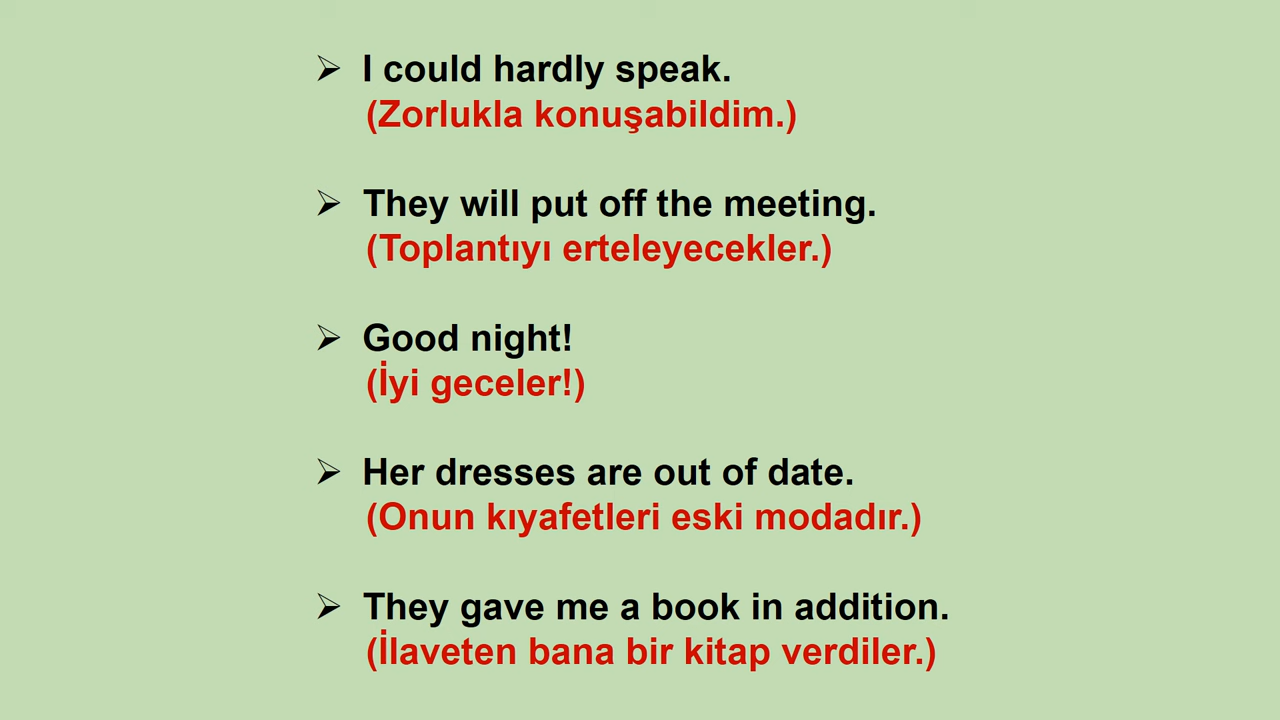 ➢ I could hardly speak.
(Zorlukla konuşabildim.)
➢ They will put off the meeting.
(Toplantıyı erteleyecekler.)
➢ Good night!
(İyi geceler!)
➢ Her dresses are out of date.
(Onun kıyafetleri eski modadır.)
➢ They gave me a book in addition.
(İlaveten bana bir kitap verdiler.)